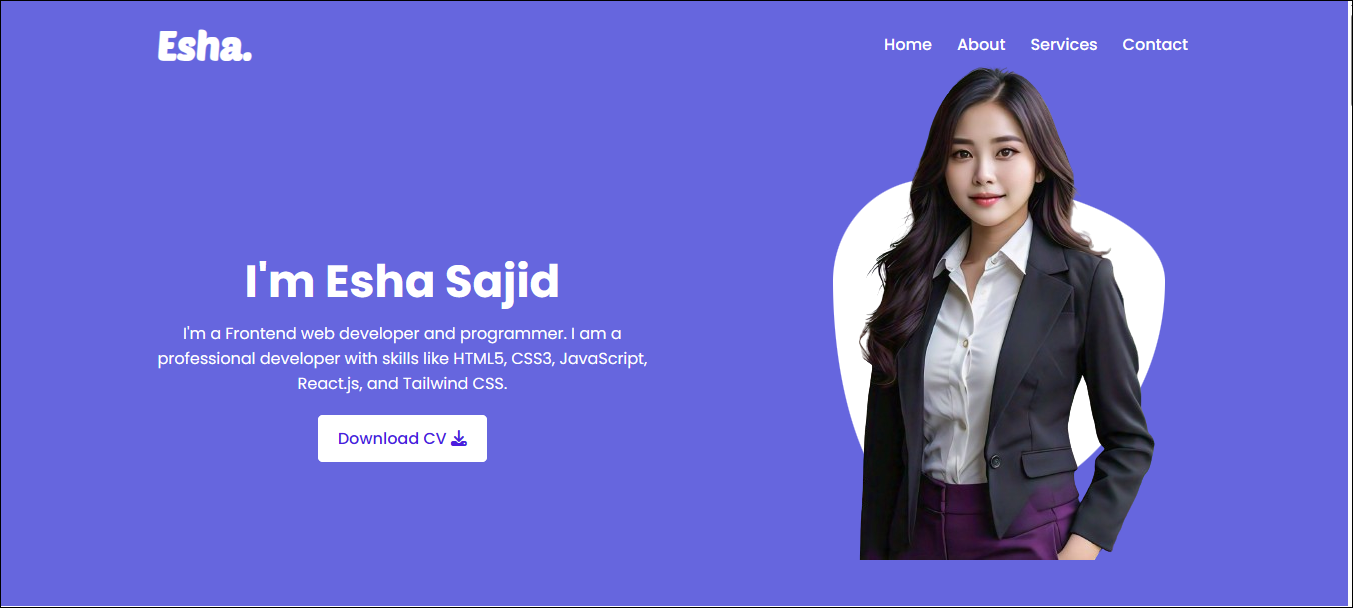 Esha.
Home About Services Contact
I'm Esha Sajid
I'm a Frontend web developer and programmer. I am a
professional developer with skills like HTML5, CSS3, JavaScript,
React.js, and Tailwind CSS.
Download CV